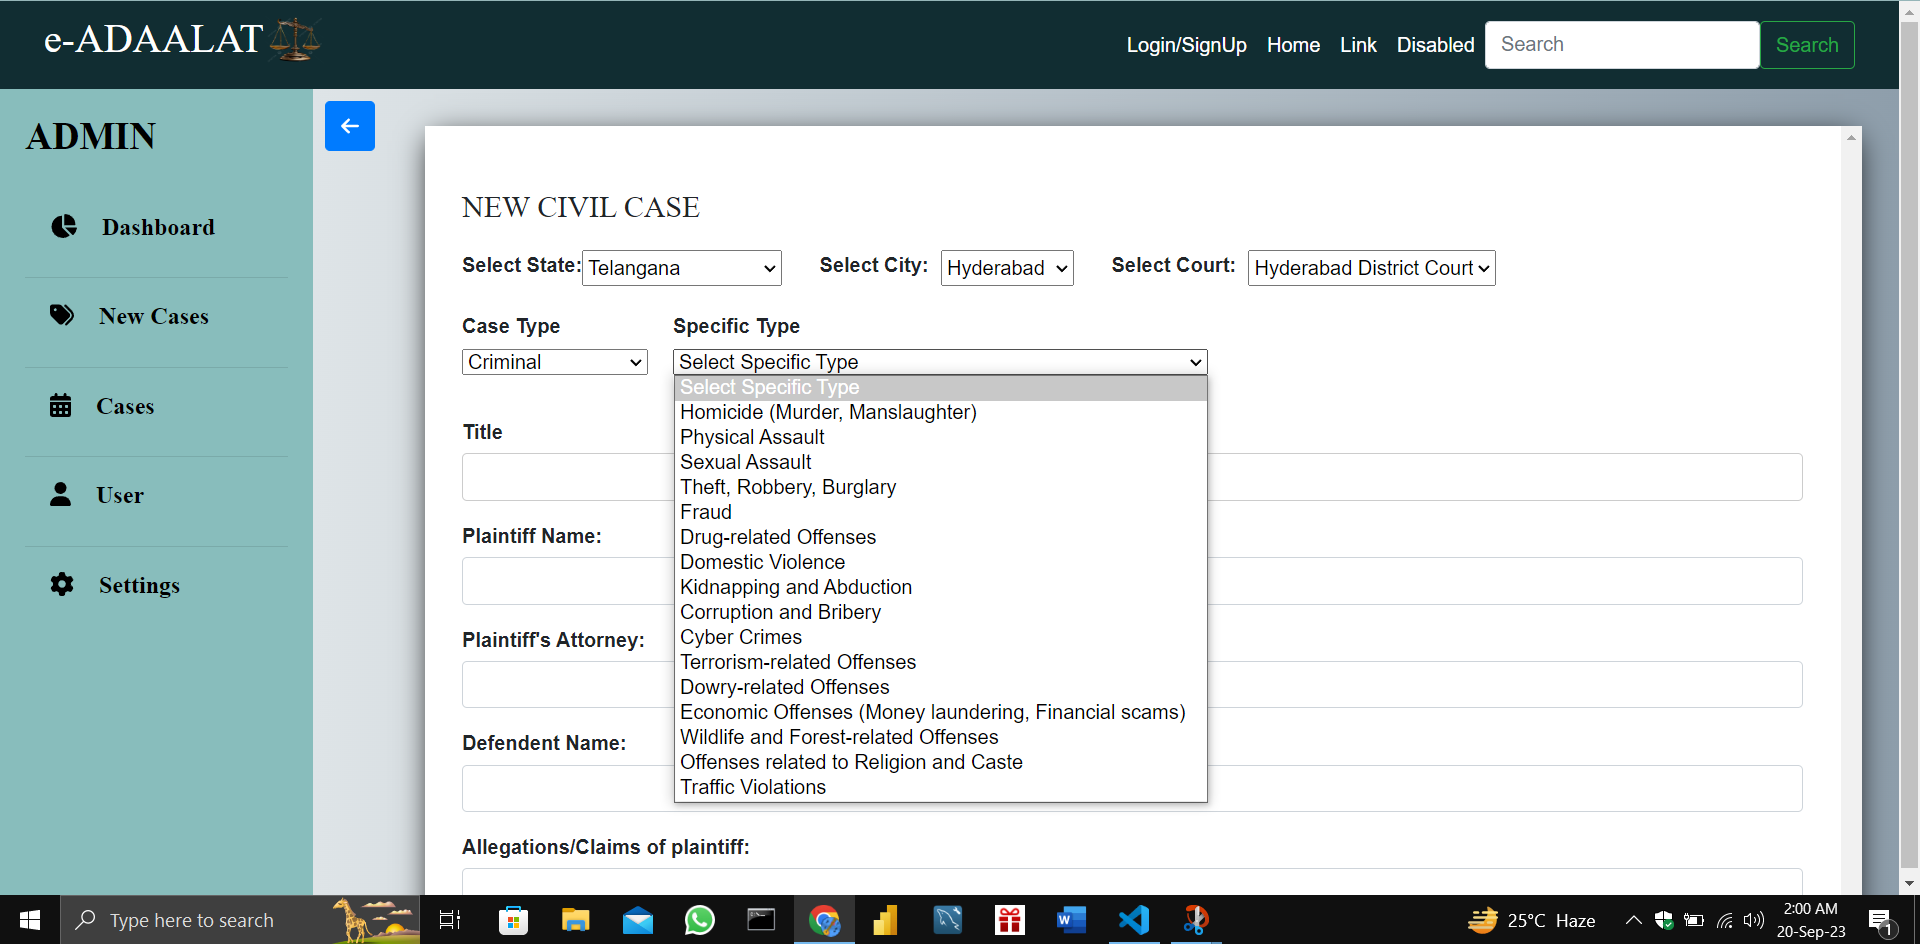 e-ADAALAT
Login/SignUp Home Link Disabled Search Search
ADMIN
Dashboard
New Cases
Cases
User
Settings
NEW CIVIL CASE
Select State: Telangana Select City: Hyderabad Select Court: Hyderabad District Court
Case Type Specific Type
Criminal Select Specific Type
Select Specific Type
Homicide (Murder, Manslaughter)
Physical Assault
Sexual Assault
Theft, Robbery, Burglary
Fraud
Drug-related Offenses
Domestic Violence
Kidnapping and Abduction
Corruption and Bribery
Cyber Crimes
Terrorism-related Offenses
Dowry-related Offenses
Economic Offenses (Money laundering, Financial scams)
Wildlife and Forest-related Offenses
Offenses related to Religion and Caste
Traffic Violations
Title
Plaintiff Name:
Plaintiff's Attorney:
Defendent Name:
Allegations/Claims of plaintiff:
Type here to search
25°C Haze
2:00 AM
20-Sep-23
1